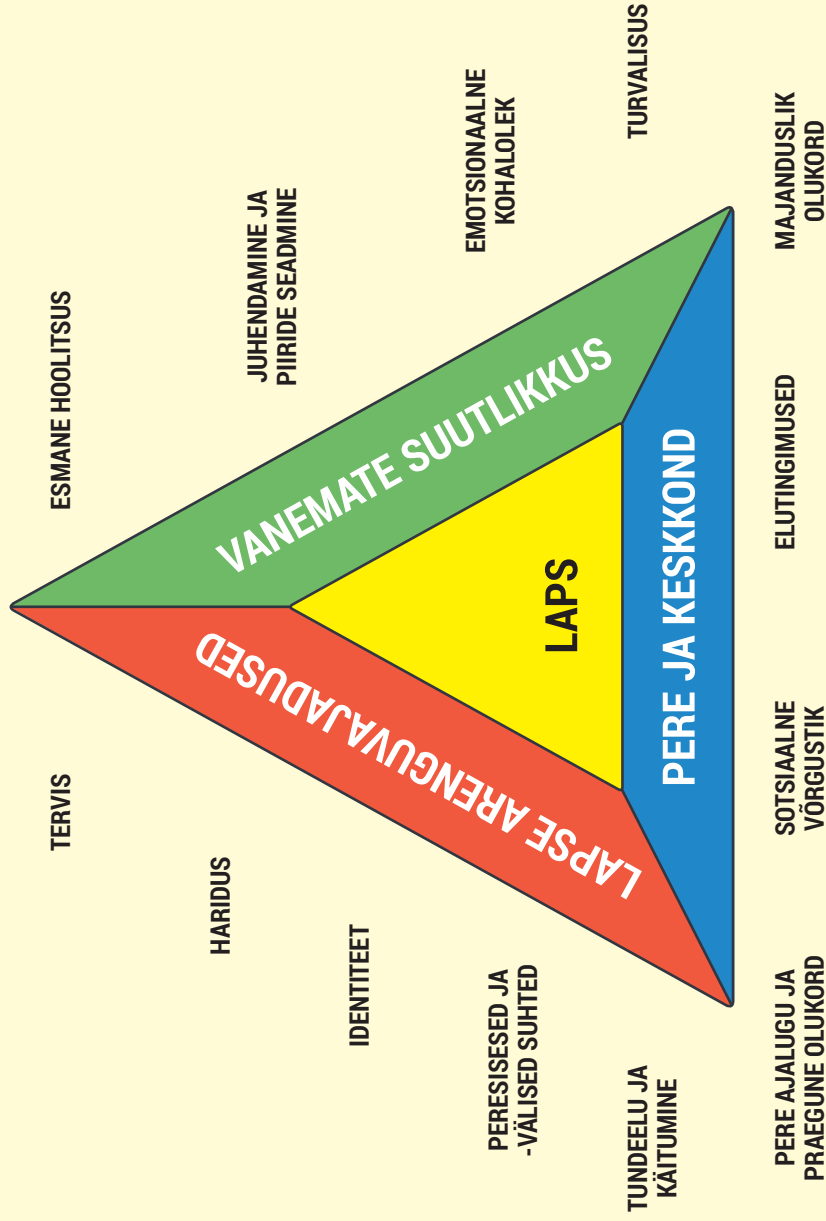 TERVIS
HARIDUS
IDENTITEET
PERESISESED JA
-VÄLISED SUHTED
TUNDEELU JA
KÄITUMINE
LAPSE ARENGUVAJADUSED
ESMANE HOOLITSUS
JUHENDAMINE JA
PIIRIDE SEADMINE
EMOTSIONAALNE
KOHALOLEK
TURVALISUS
VANEMATE SUUTLIKKUS
LAPS
PERE JA KESKKOND
PERE AJALUGU JA
PRAEGUNE OLUKORD
SOTSIAALNE
VÕRGUSTIK
ELUTINGIMUSED
MAJANDUSLIK
OLUKORD